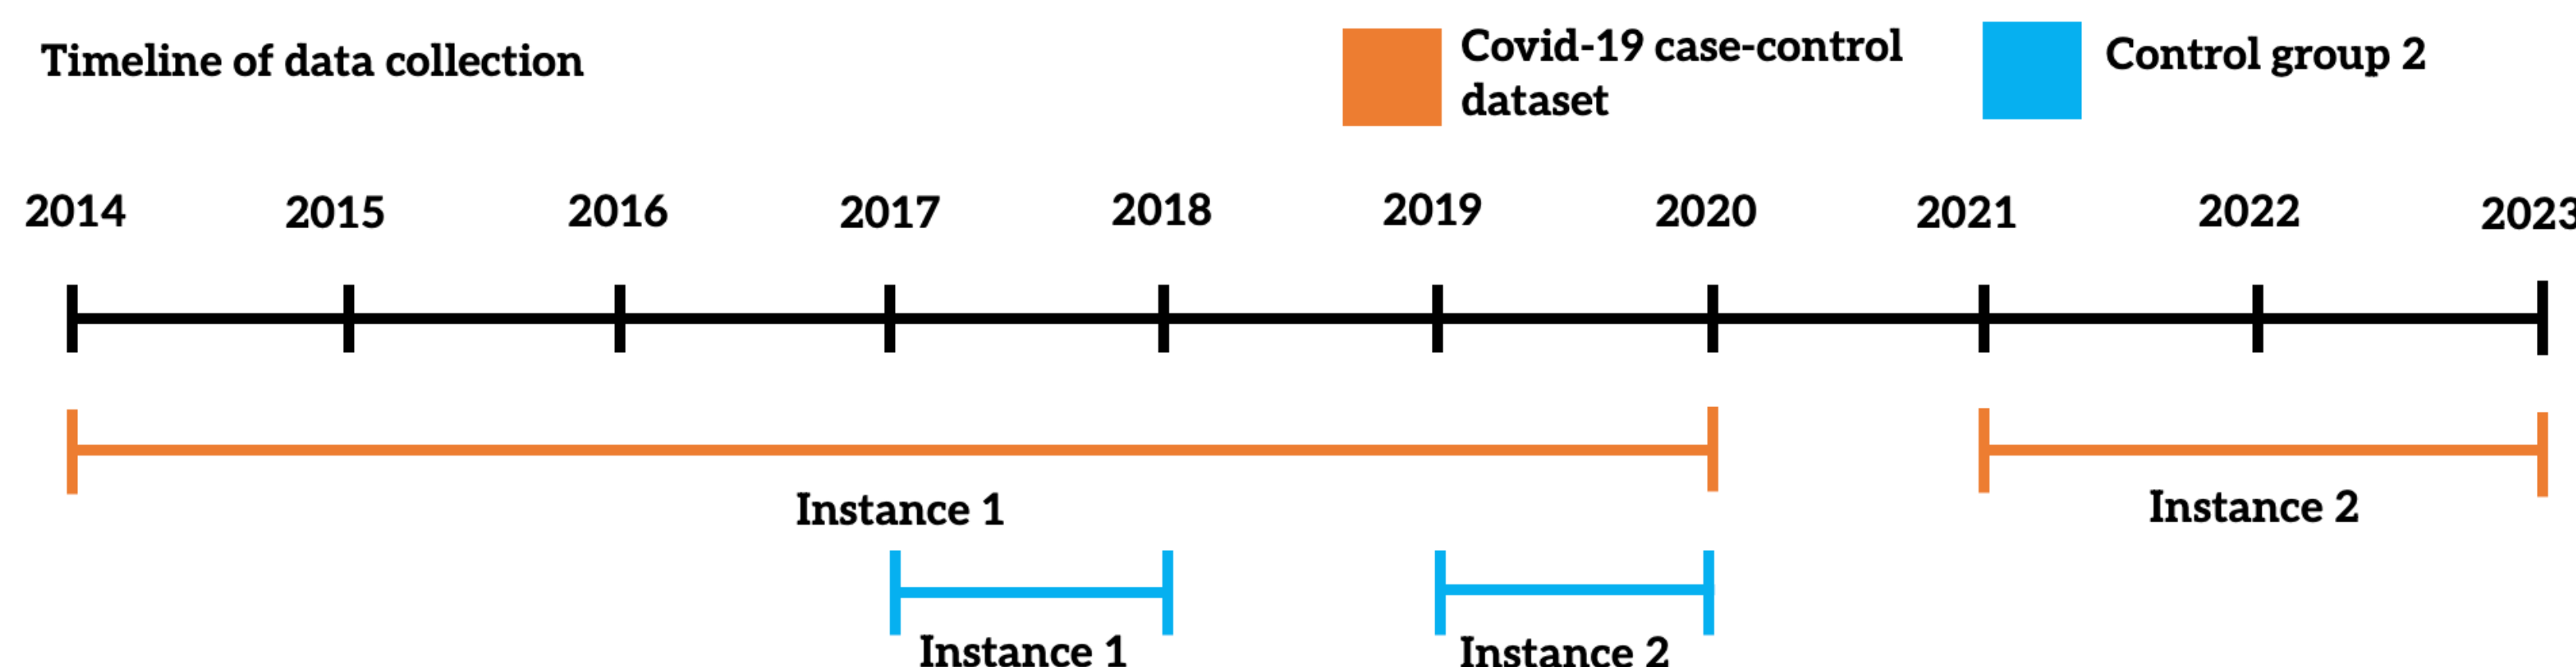 Timeline of data collection
Covid-19 case-control
dataset
Control group 2
2014 2015 2016 2017 2018 2019 2020 2021 2022 2023
Instance 1
Instance 2
Instance 1
Instance 2